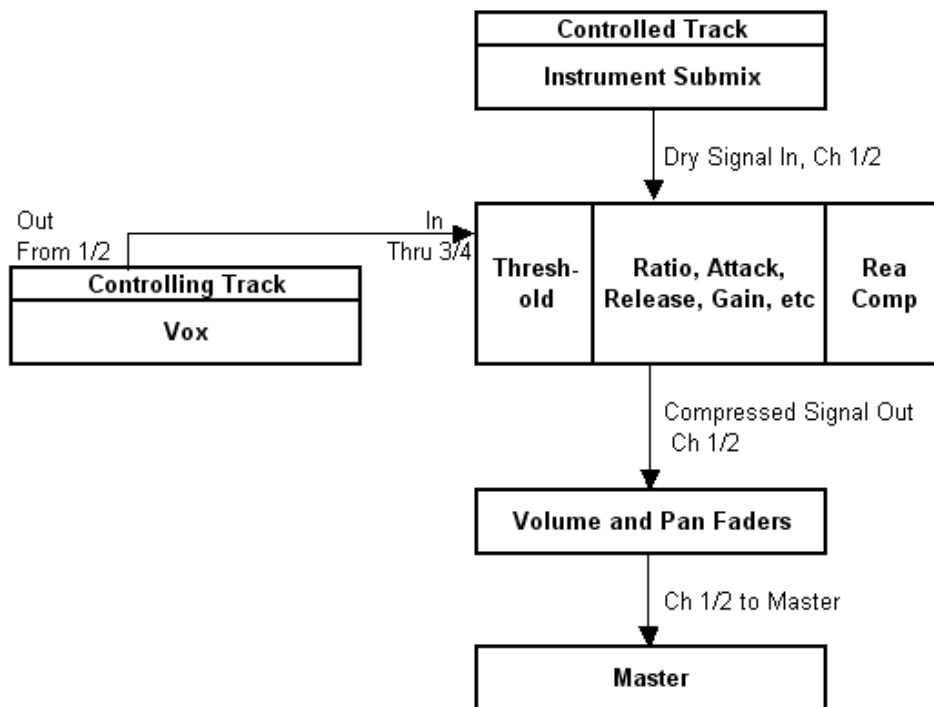 Controlled Track
Instrument Submix
Dry Signal In, Ch 1/2
Out
From 1/2
In
Thru 3/4
Controlling Track
Vox
Thresh-
old
Ratio, Attack,
Release, Gain, etc
Rea
Comp
Compressed Signal Out
Ch 1/2
Volume and Pan Faders
Ch 1/2 to Master
Master